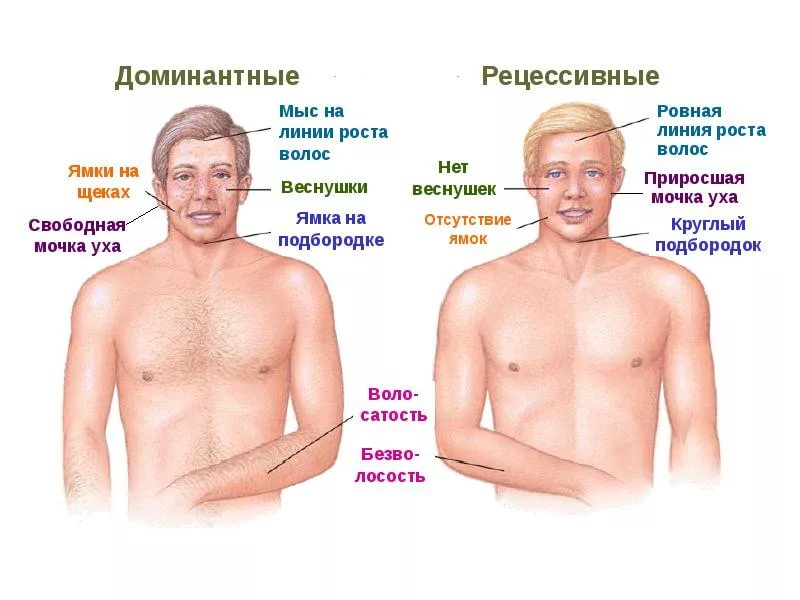 Доминантные
Мыс на
линии роста
волос
Ямки на
щеках
Веснушки
Свободная
мочка уха
Ямка на
подбородке
Воло-
сатость
Рецессивные
Ровная
линия роста
волос
Нет
веснушек
Приросшая
мочка уха
Отсутствие
ямок
Круглый
подбородок
Безво-
лосость